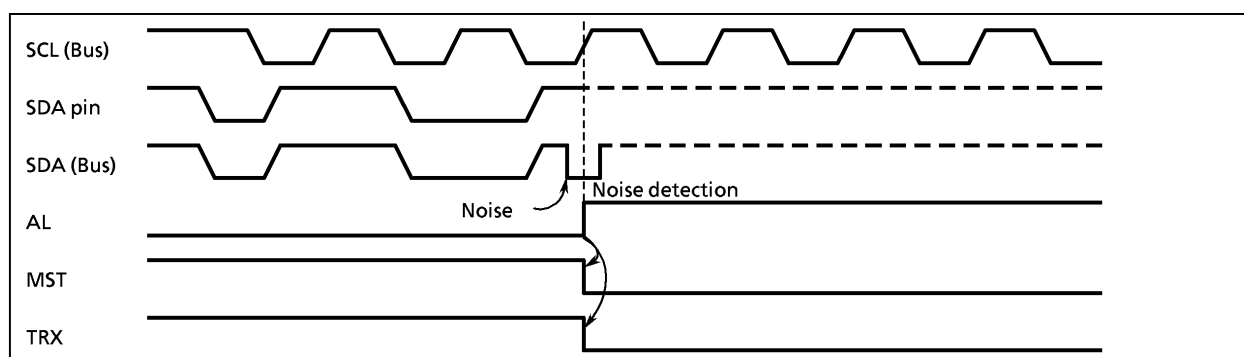 SCL (Bus)
SDA pin
SDA (Bus)
Noise detection
Noise
AL
MST
TRX